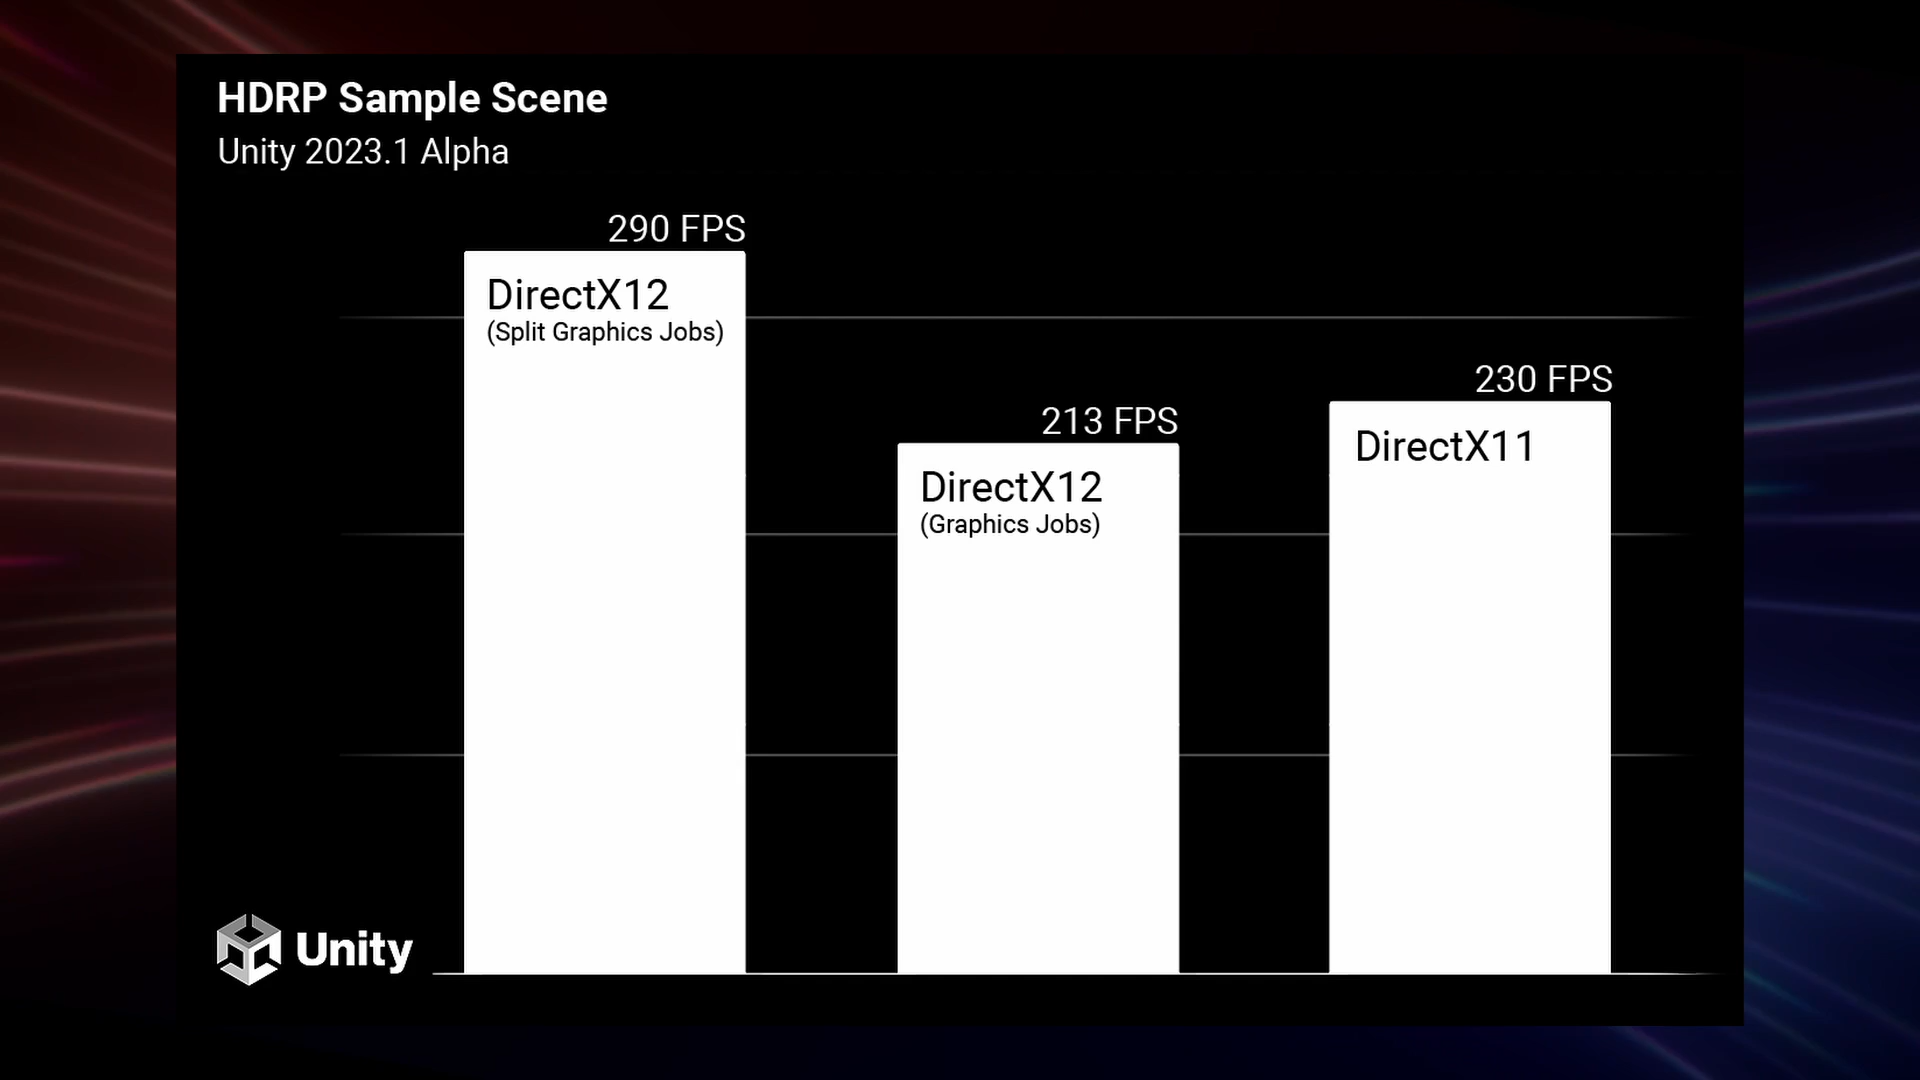 HDRP Sample Scene
Unity 2023.1 Alpha
290 FPS
DirectX12
(Split Graphics Jobs)
213 FPS
DirectX12
(Graphics Jobs)
230 FPS
DirectX11
Unity